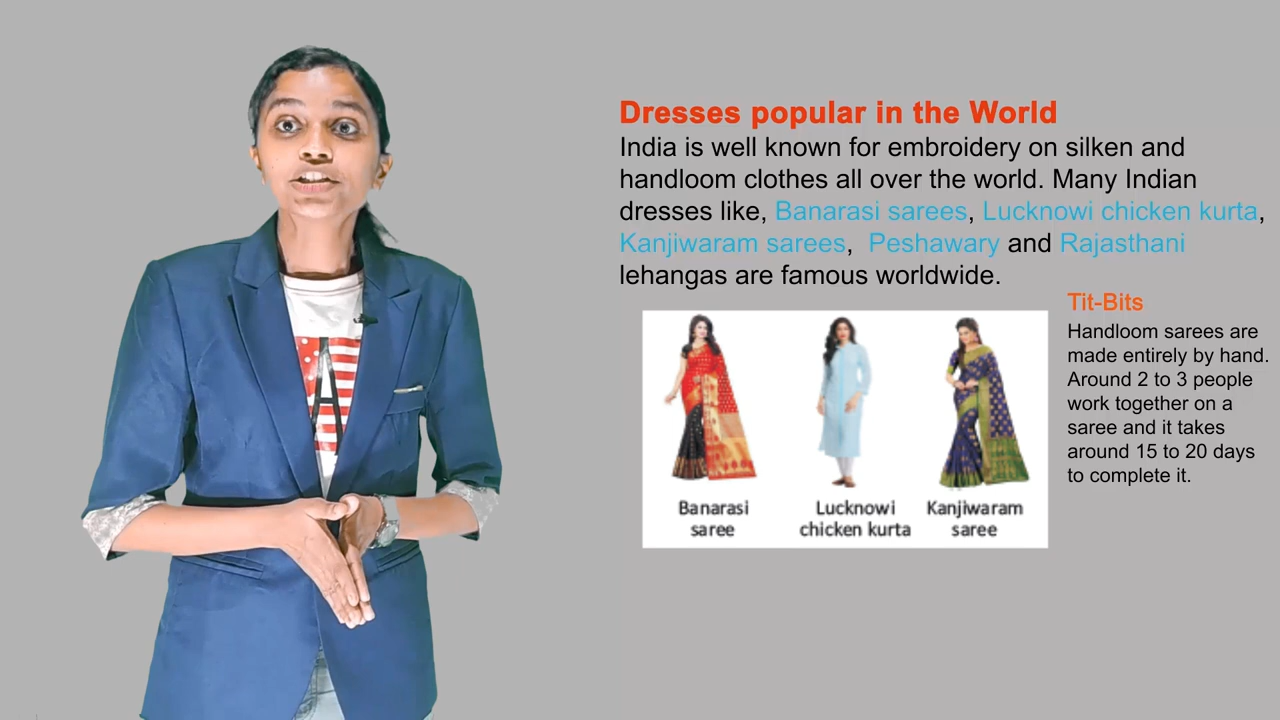 Dresses popular in the World
India is well known for embroidery on silken and
handloom clothes all over the world. Many Indian
dresses like, Banarasi sarees, Lucknowi chicken kurta,
Kanjiwaram sarees,  Peshawary and Rajasthani
lehangas are famous worldwide.
Tit-Bits
Handloom sarees are
made entirely by hand.
Around 2 to 3 people
work together on a
saree and it takes
around 15 to 20 days
to complete it.
Banarasi
saree
Lucknowi
chicken kurta
Kanjiwaram
saree
A